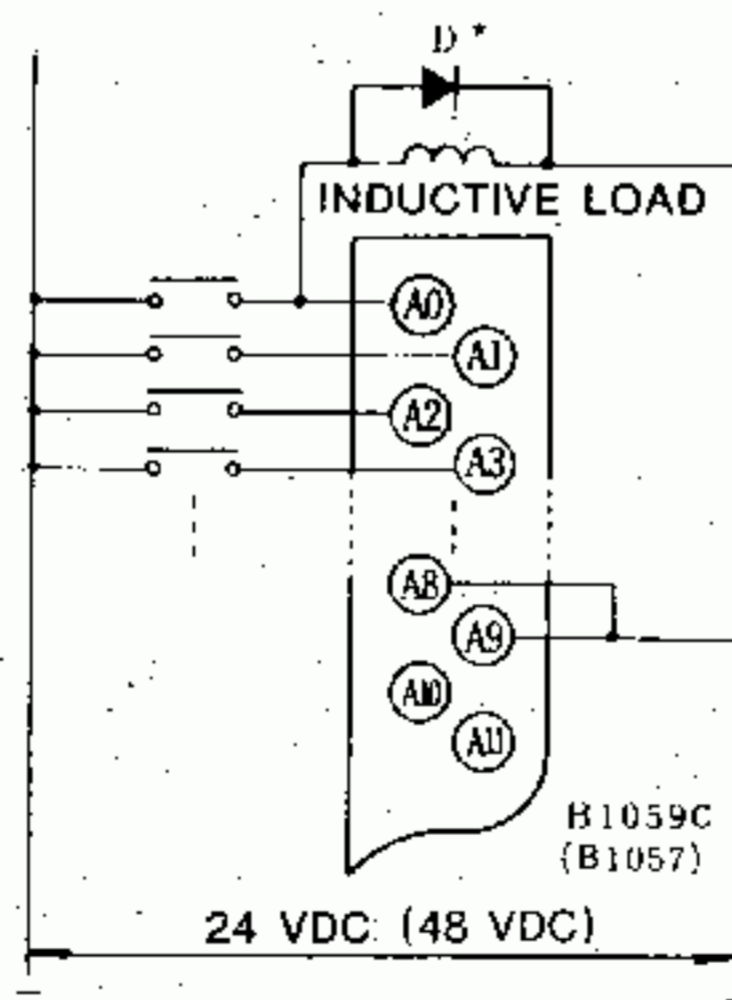 D *
INDUCTIVE LOAD
A0
A1
A2
A3
A8
A9
A10
A11
B1059C
(B1057)
24 VDC (48 VDC)